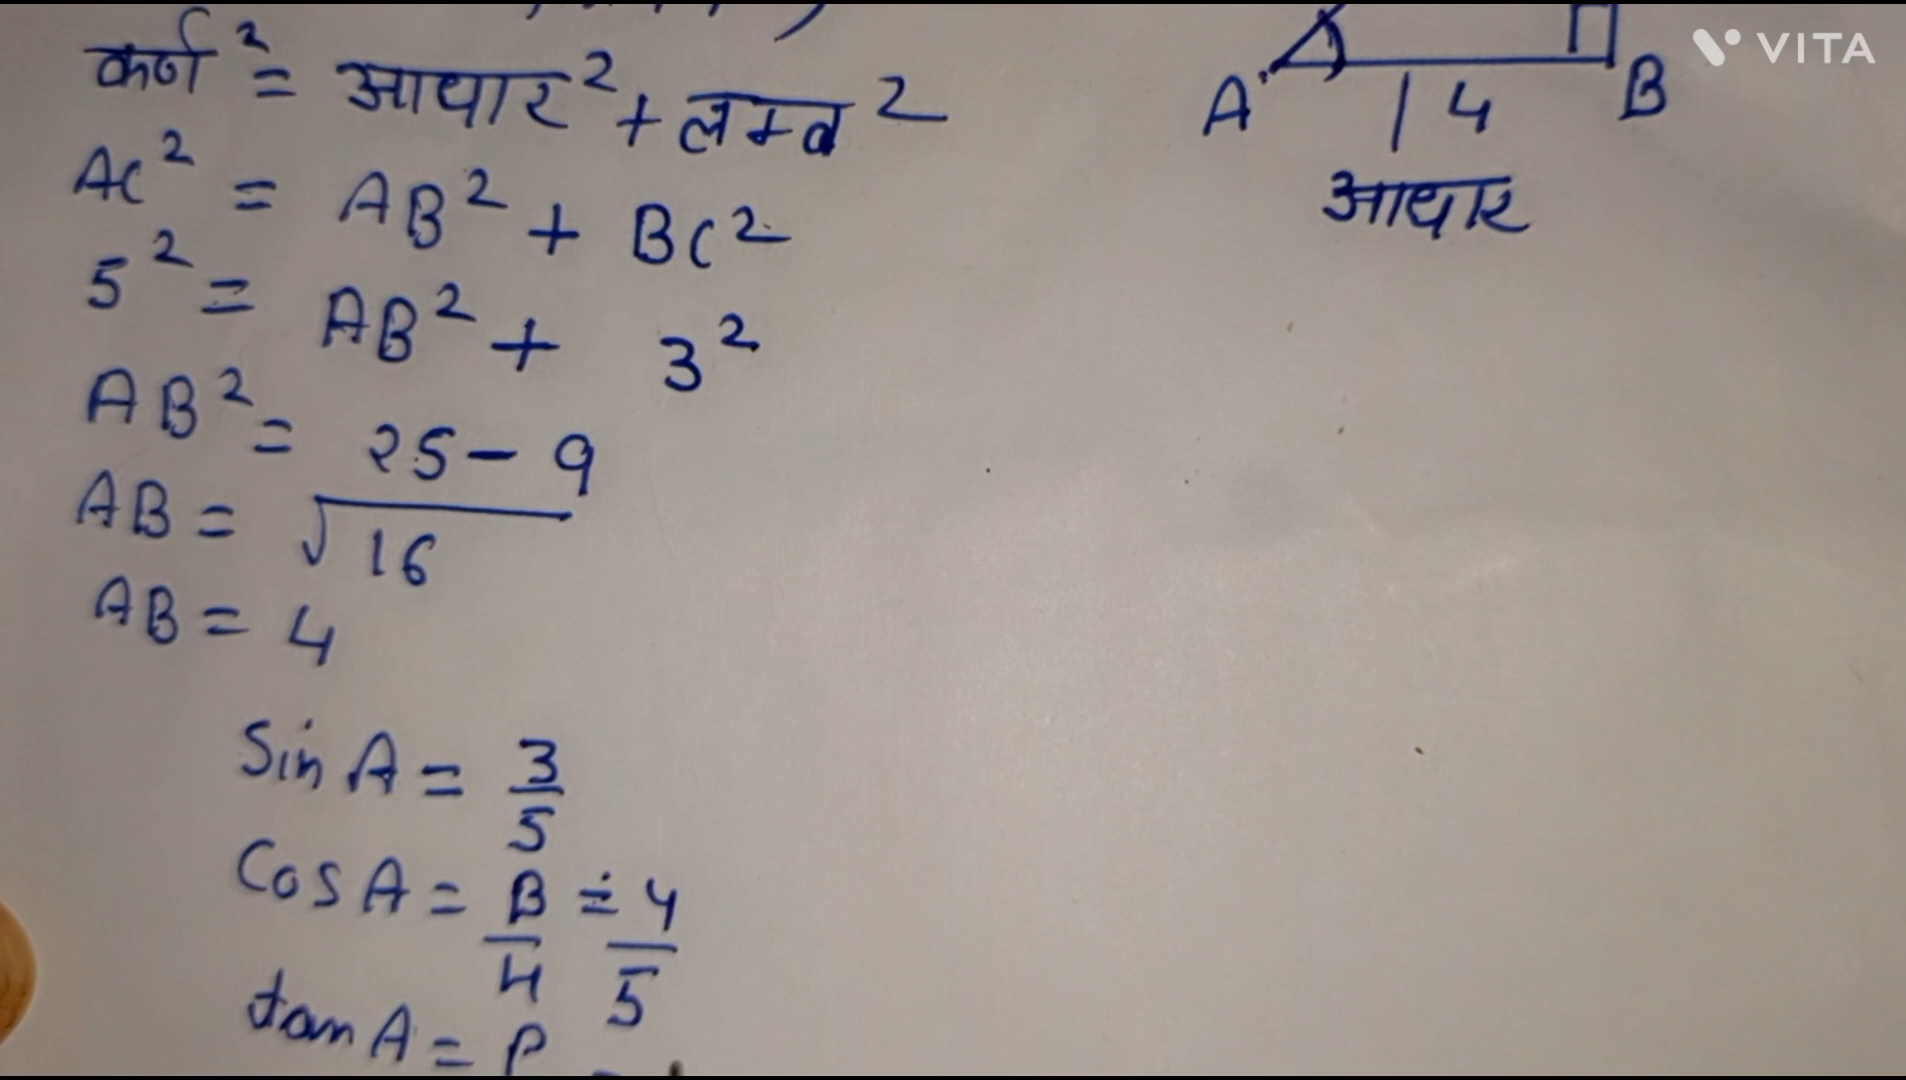 कर्ण² = आधार² + लम्ब²
AC² = AB² + BC²
5² = AB² + 3²
AB² = 25 - 9
AB = √16
AB = 4
Sin A = 3/5
Cos A = B/H = 4/5
tan A = P
A B
4
आधार
VITA